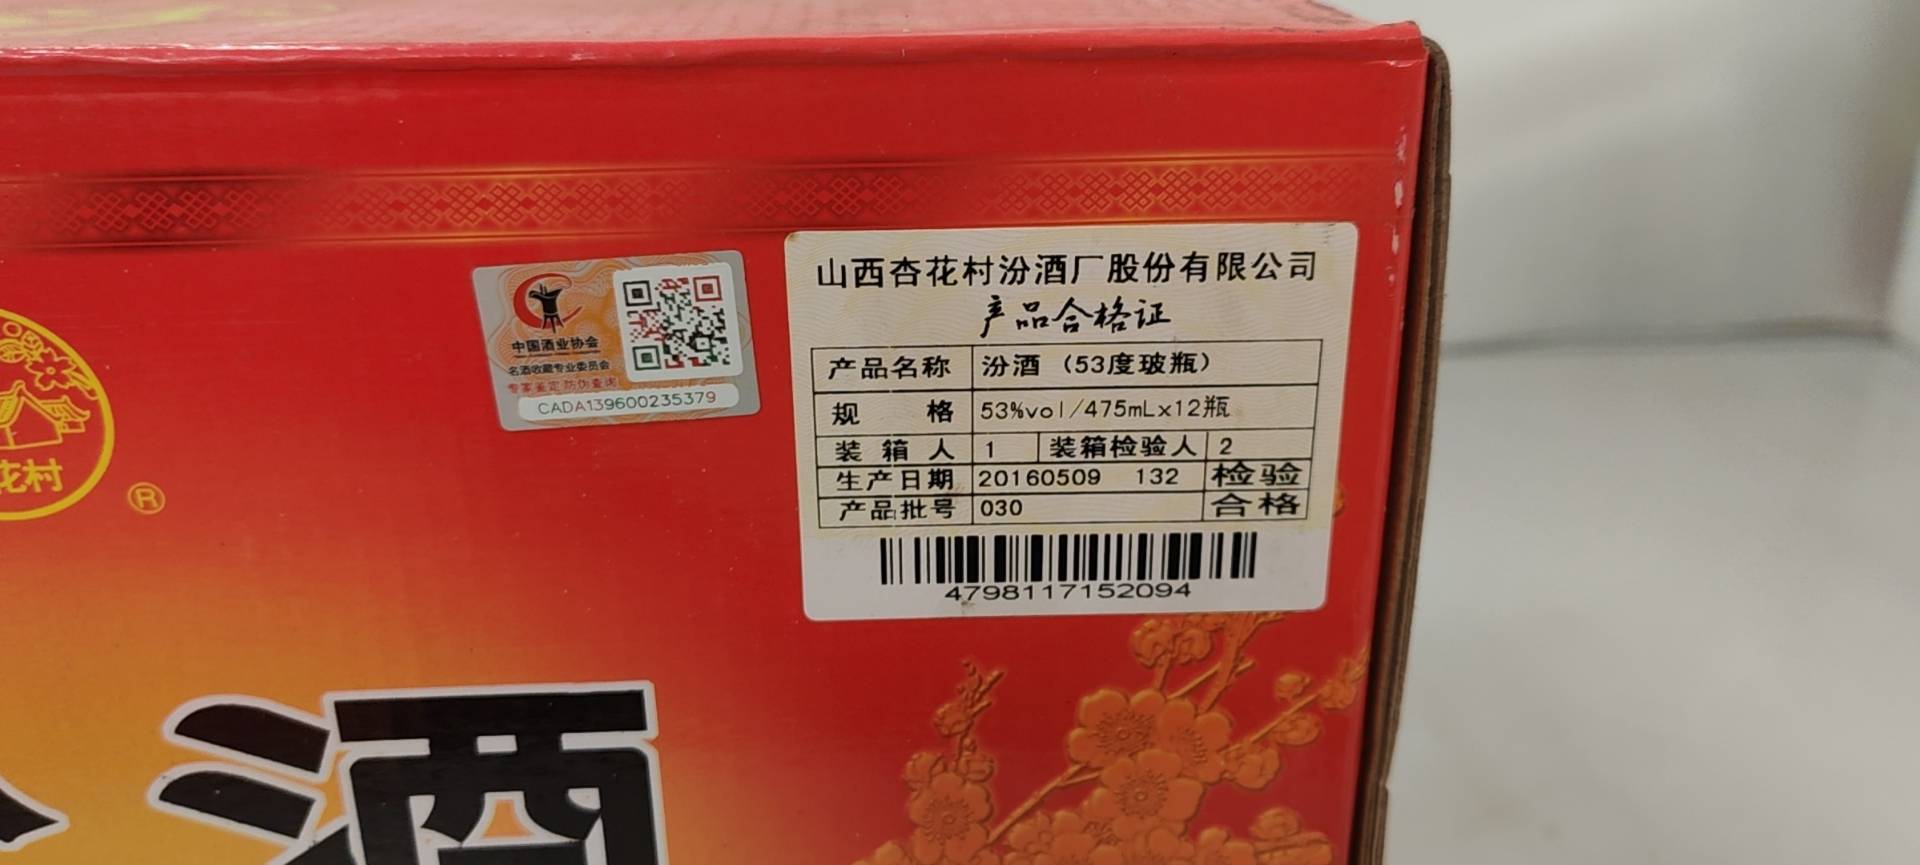 花村
®
中国酒业协会
名酒收藏专业委员会
专家鉴定 防伪查询
CADA139600235379
山西杏花村汾酒厂股份有限公司
产品合格证
产品名称 汾酒（53度玻瓶）
规 格 53%vol/475mLx12瓶
装箱人 1 装箱检验人 2
生产日期 20160509 132 检验
产品批号 030 合格
4798117152094
酒